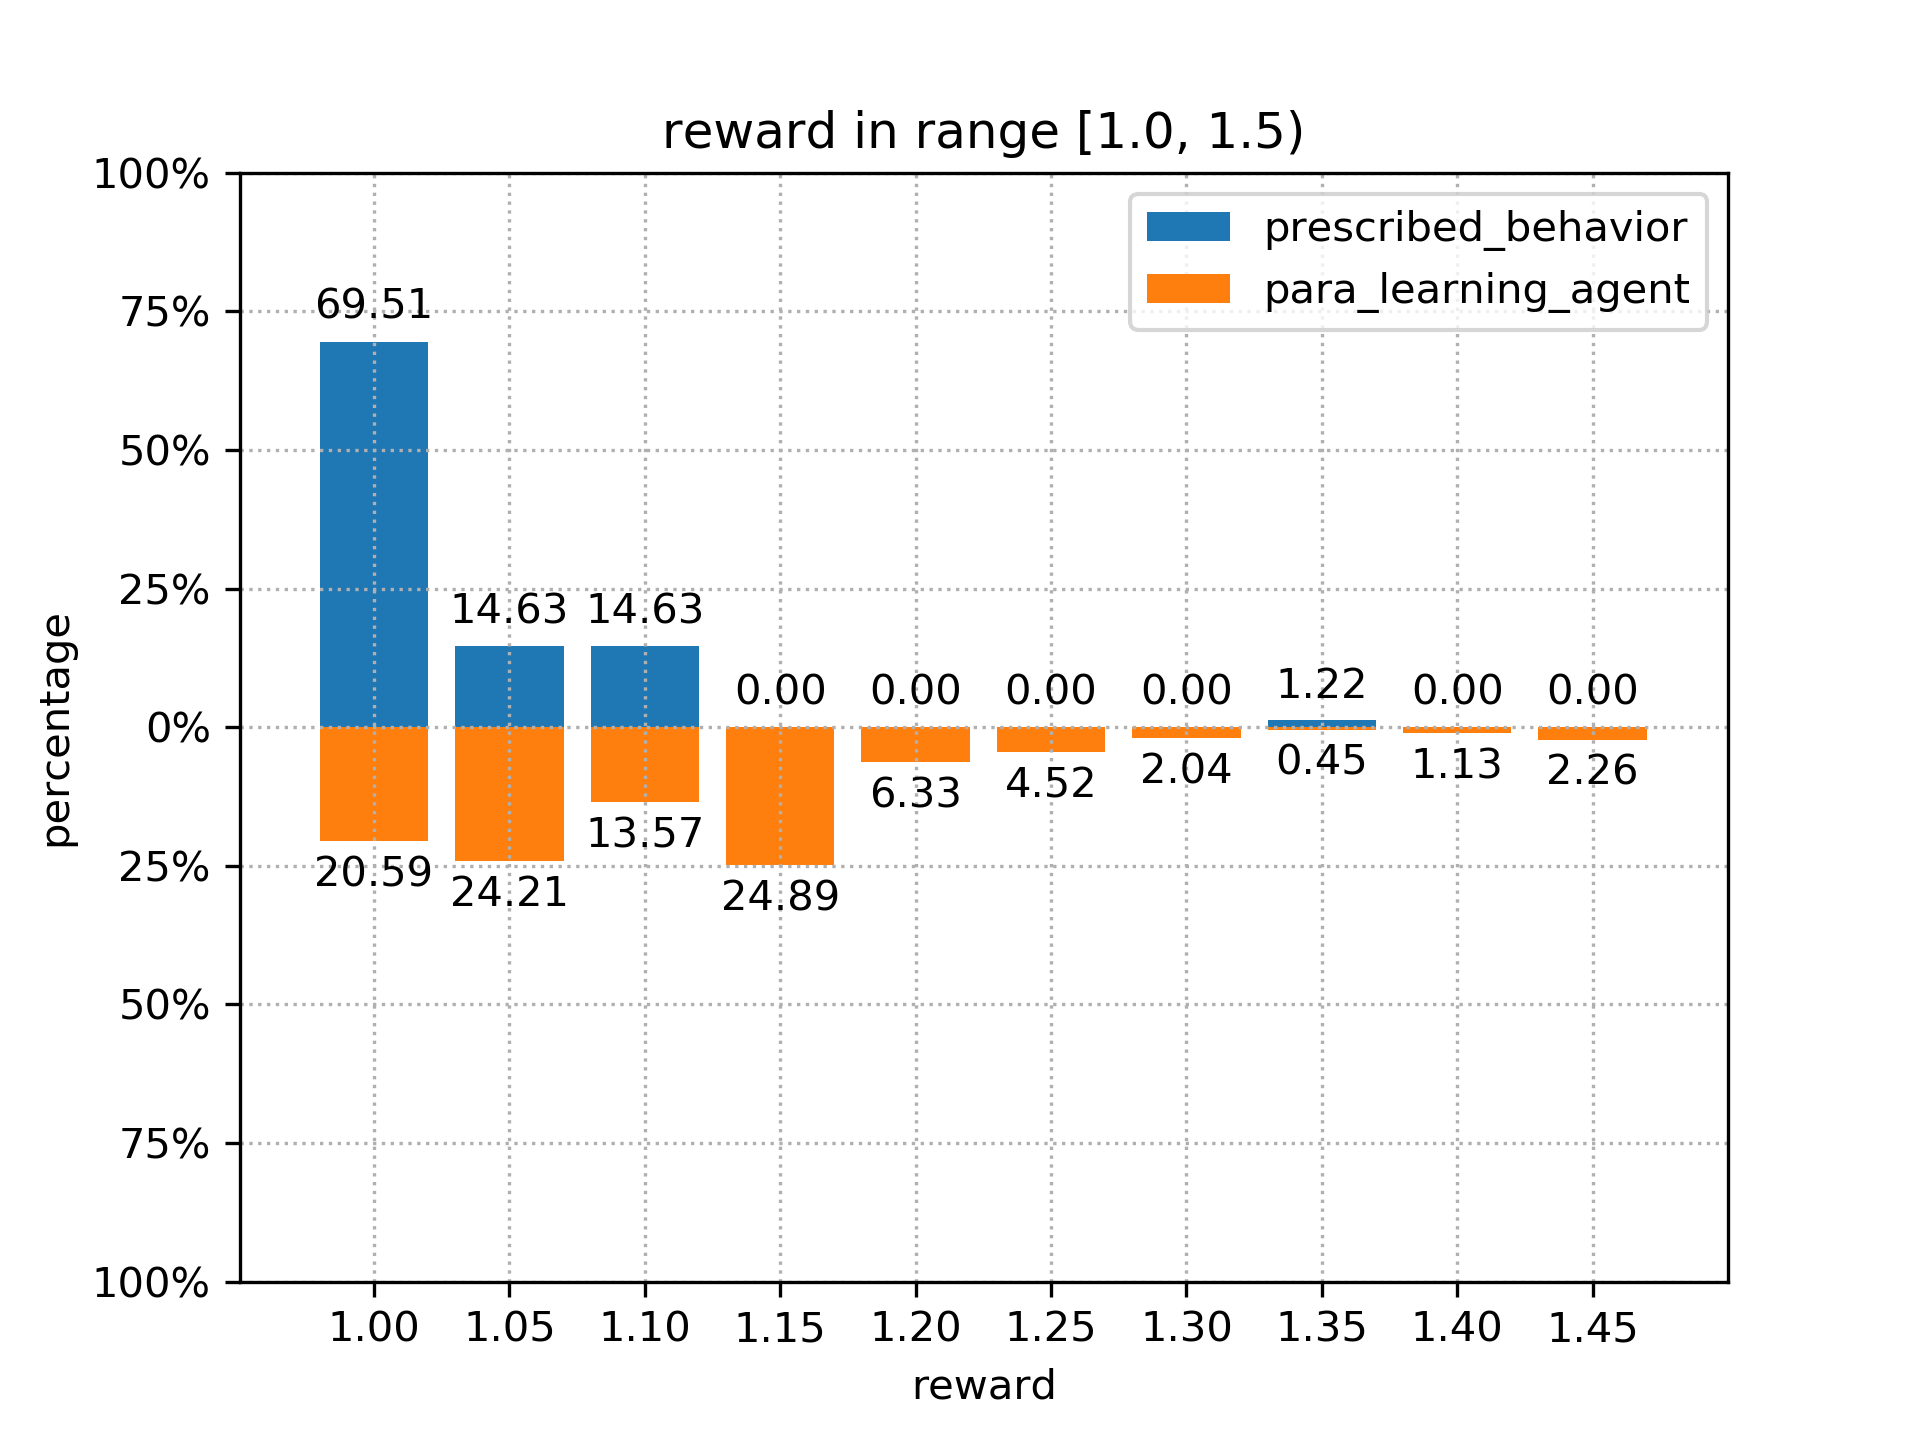 reward in range [1.0, 1.5)
prescribed_behavior
para_learning_agent
100%
75%
50%
25%
0%
25%
50%
75%
100%
percentage
69.51
14.63 14.63
0.00 0.00 0.00 0.00 1.22 0.00 0.00
20.59 24.21 13.57 24.89 6.33 4.52 2.04 0.45 1.13 2.26
1.00 1.05 1.10 1.15 1.20 1.25 1.30 1.35 1.40 1.45
reward